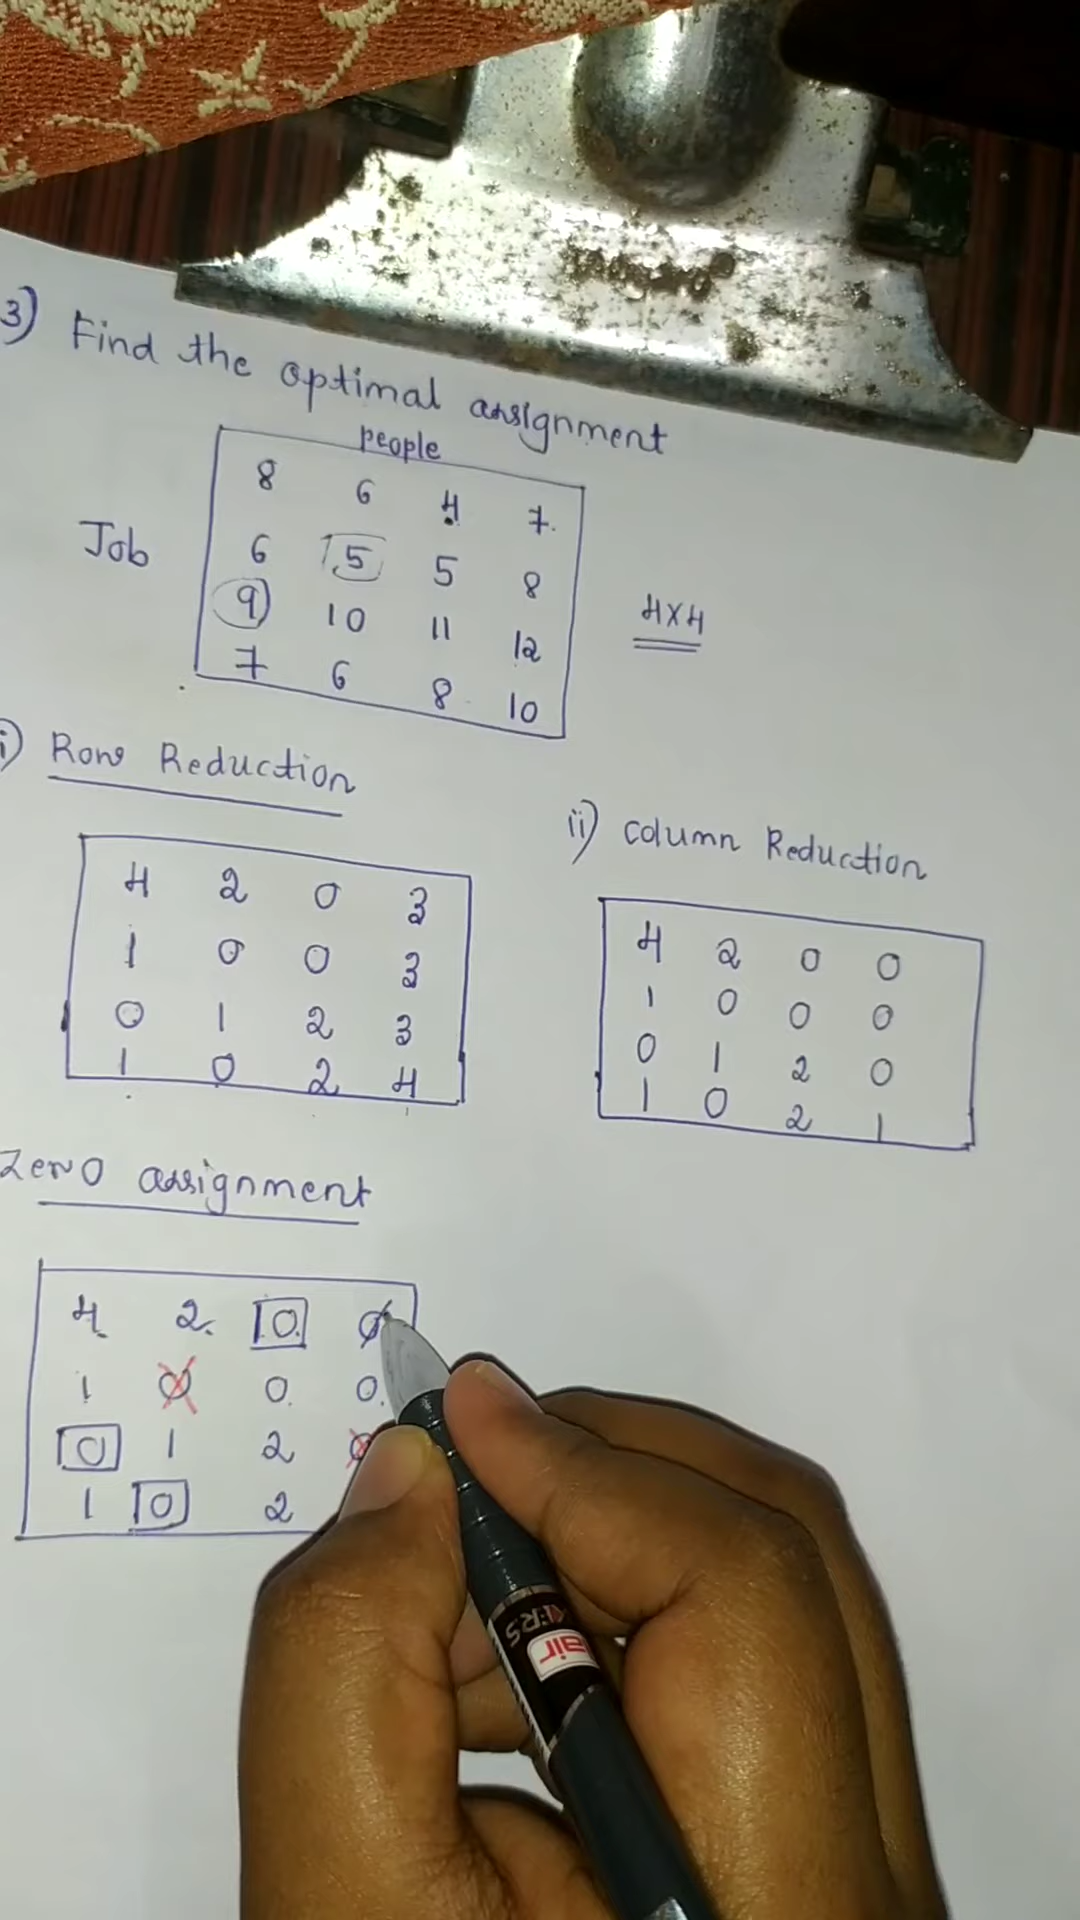 3) Find the optimal assignment
people
8 6 4 7.
Job
6 5 5 8
9 10 11 12
7 6 8 10
4x4
i) Row Reduction
4 2 0 3
1 0 0 3
0 1 2 3
1 0 2 4
ii) column Reduction
4 2 0 0
1 0 0 0
0 1 2 0
1 0 2 1
Zero assignment
4 2 0 0
1 0 0 0
0 1 2 0
1 0 2
air